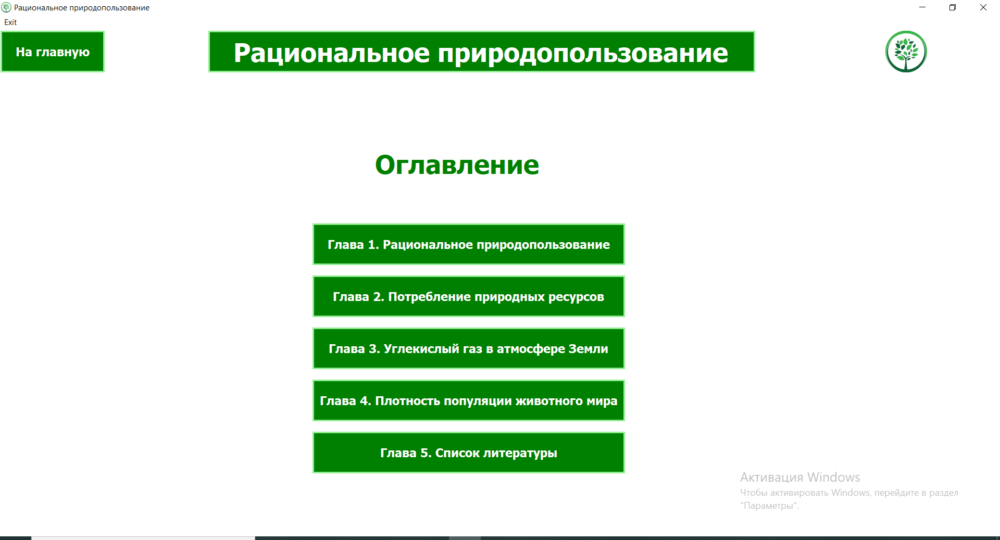 Рациональное природопользование
Exit
На главную
Рациональное природопользование
Оглавление
Глава 1. Рациональное природопользование
Глава 2. Потребление природных ресурсов
Глава 3. Углекислый газ в атмосфере Земли
Глава 4. Плотность популяции животного мира
Глава 5. Список литературы
Активация Windows
Чтобы активировать Windows, перейдите в раздел
"Параметры".